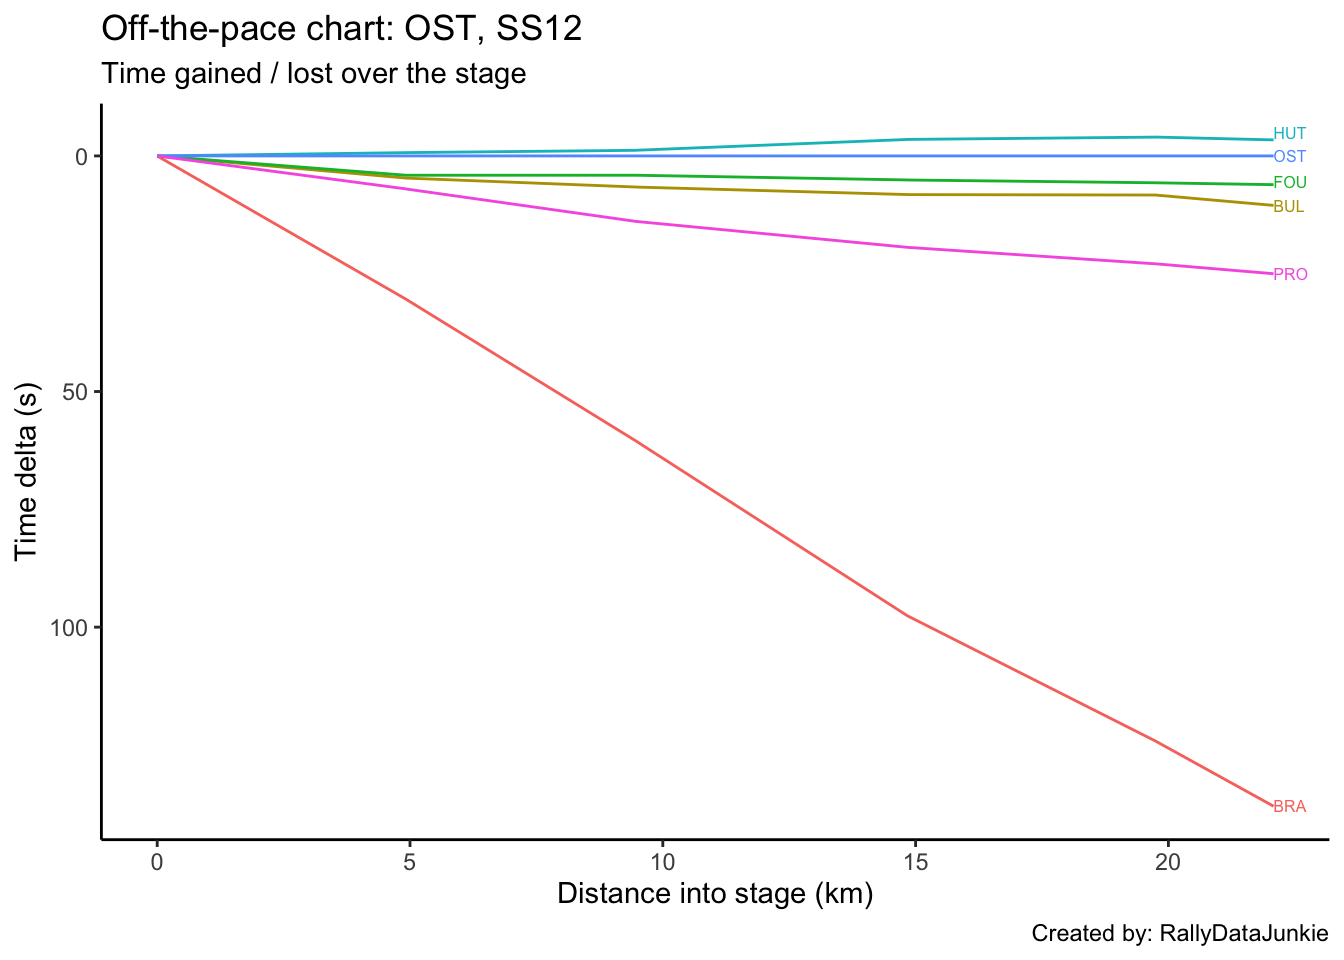 Off-the-pace chart: OST, SS12
Time gained / lost over the stage
HUT
0
OST
FOU
BUL
PRO
50
Time delta (s)
100
BRA
0 5 10 15 20
Distance into stage (km)
Created by: RallyDataJunkie